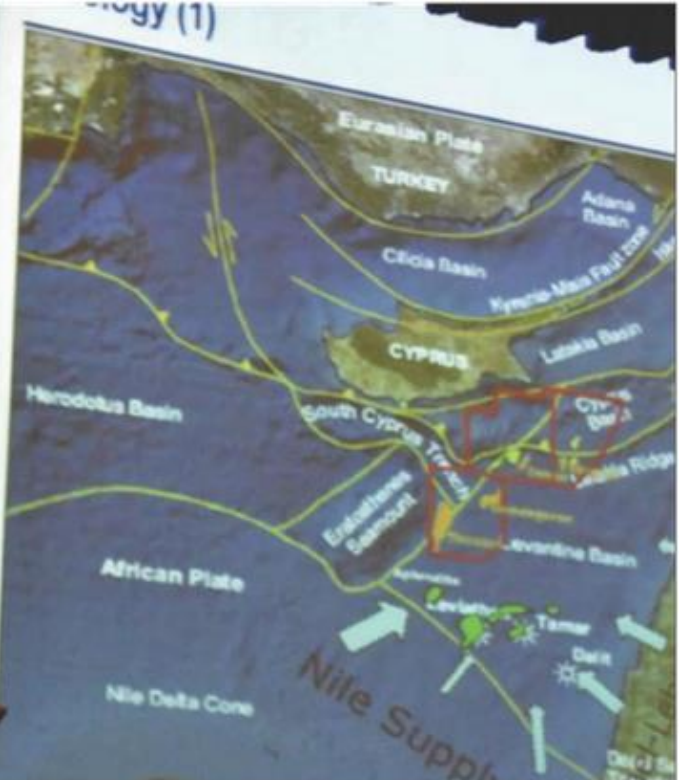 ology (1)
Eurasian Plate
TURKEY
Adana
Basin
Cilicia Basin
Kyrenia-Misis Fault zone
CYPRUS
Latakia Basin
Herodotus Basin
South Cyprus Trench
Cyprus
Basin
Ridge
Eratosthenes
Seamount
Levantine Basin
African Plate
Leviathan
Tamar
Dalit
Nile Delta Cone
Nile Supply